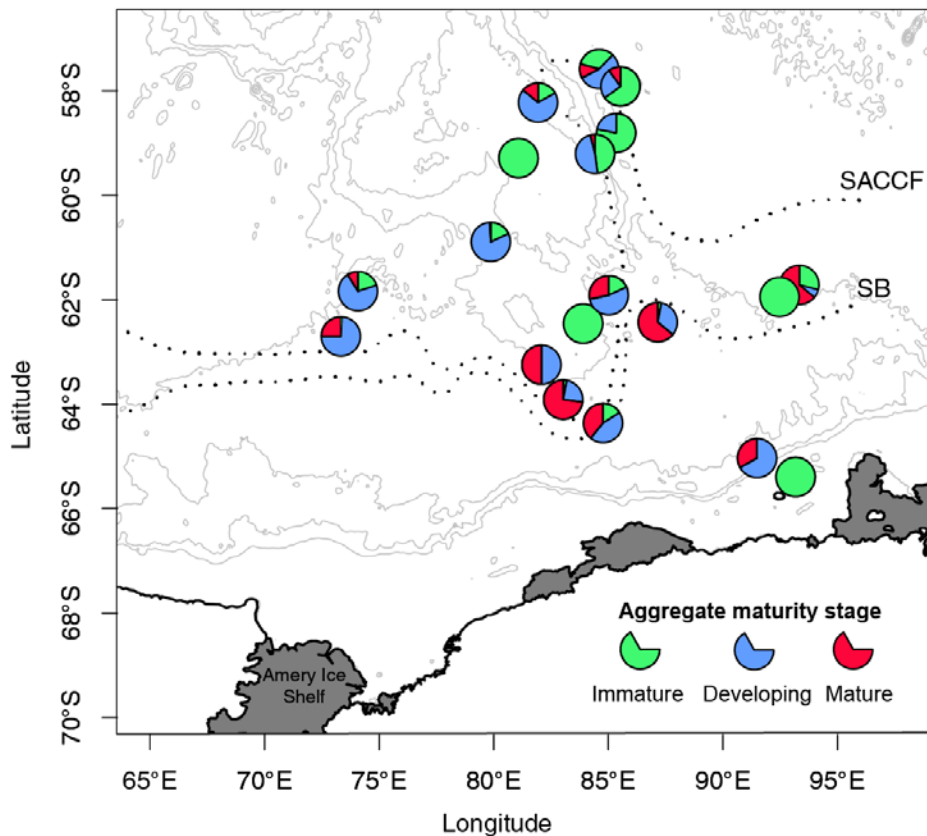 58°S
60°S
62°S
64°S
66°S
68°S
70°S
Latitude
SACCF
SB
Amery Ice
Shelf
Aggregate maturity stage
Immature Developing Mature
65°E 70°E 75°E 80°E 85°E 90°E 95°E
Longitude